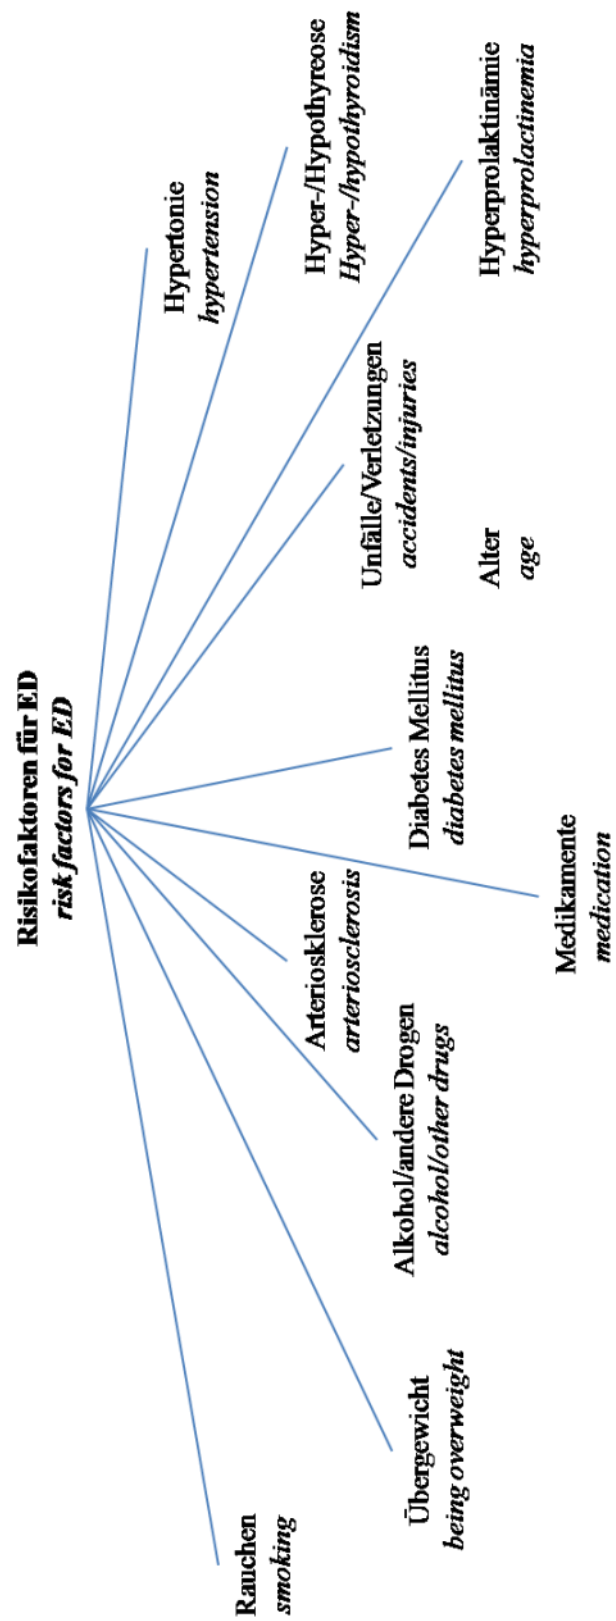 Risikofaktoren für ED
risk factors for ED
Rauchen
smoking
Übergewicht
being overweight
Alkohol/andere Drogen
alcohol/other drugs
Arteriosklerose
arteriosclerosis
Medikamente
medication
Diabetes Mellitus
diabetes mellitus
Alter
age
Unfälle/Verletzungen
accidents/injuries
Hyperprolaktinämie
hyperprolactinemia
Hyper-/Hypothyreose
Hyper-/hypothyroidism
Hypertonie
hypertension